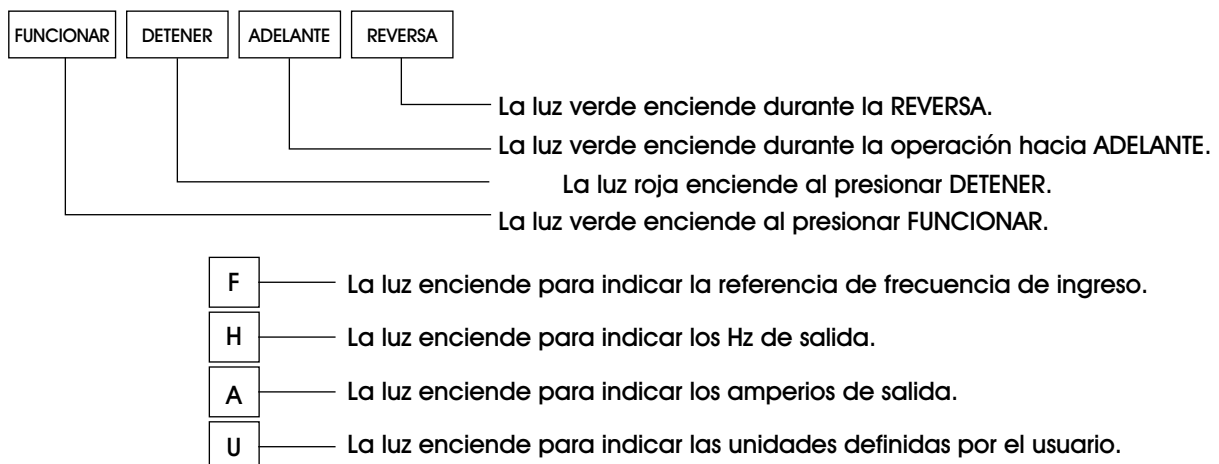 FUNCIONAR DETENER ADELANTE REVERSA
La luz verde enciende durante la REVERSA.
La luz verde enciende durante la operación hacia ADELANTE.
La luz roja enciende al presionar DETENER.
La luz verde enciende al presionar FUNCIONAR.
F La luz enciende para indicar la referencia de frecuencia de ingreso.
H La luz enciende para indicar los Hz de salida.
A La luz enciende para indicar los amperios de salida.
U La luz enciende para indicar las unidades definidas por el usuario.